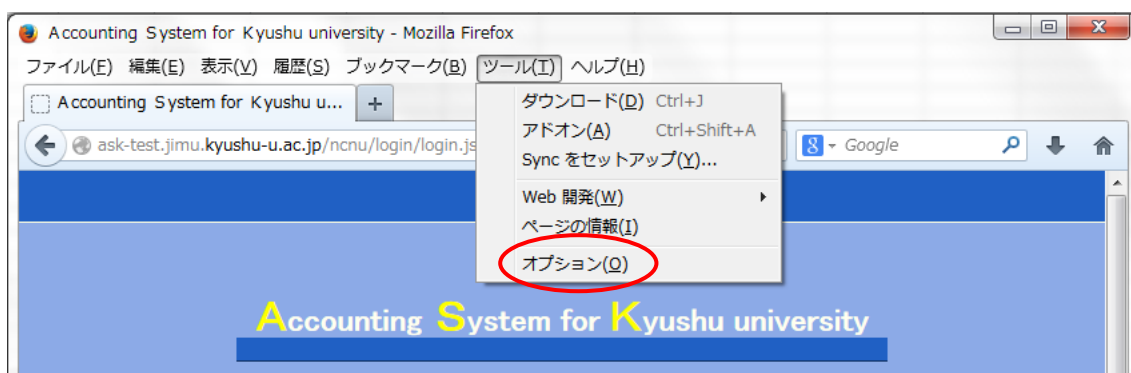 Accounting System for Kyushu university - Mozilla Firefox
ファイル(F) 編集(E) 表示(V) 履歴(S) ブックマーク(B) ツール(T) ヘルプ(H)
Accounting System for Kyushu u... +
ダウンロード(D) Ctrl+J
アドオン(A) Ctrl+Shift+A
ask-test.jimu.kyushu-u.ac.jp/ncnu/login/login.js
8 Google
Sync をセットアップ(Y)...
Web 開発(W)
ページの情報(I)
オプション(O)
Accounting System for Kyushu university